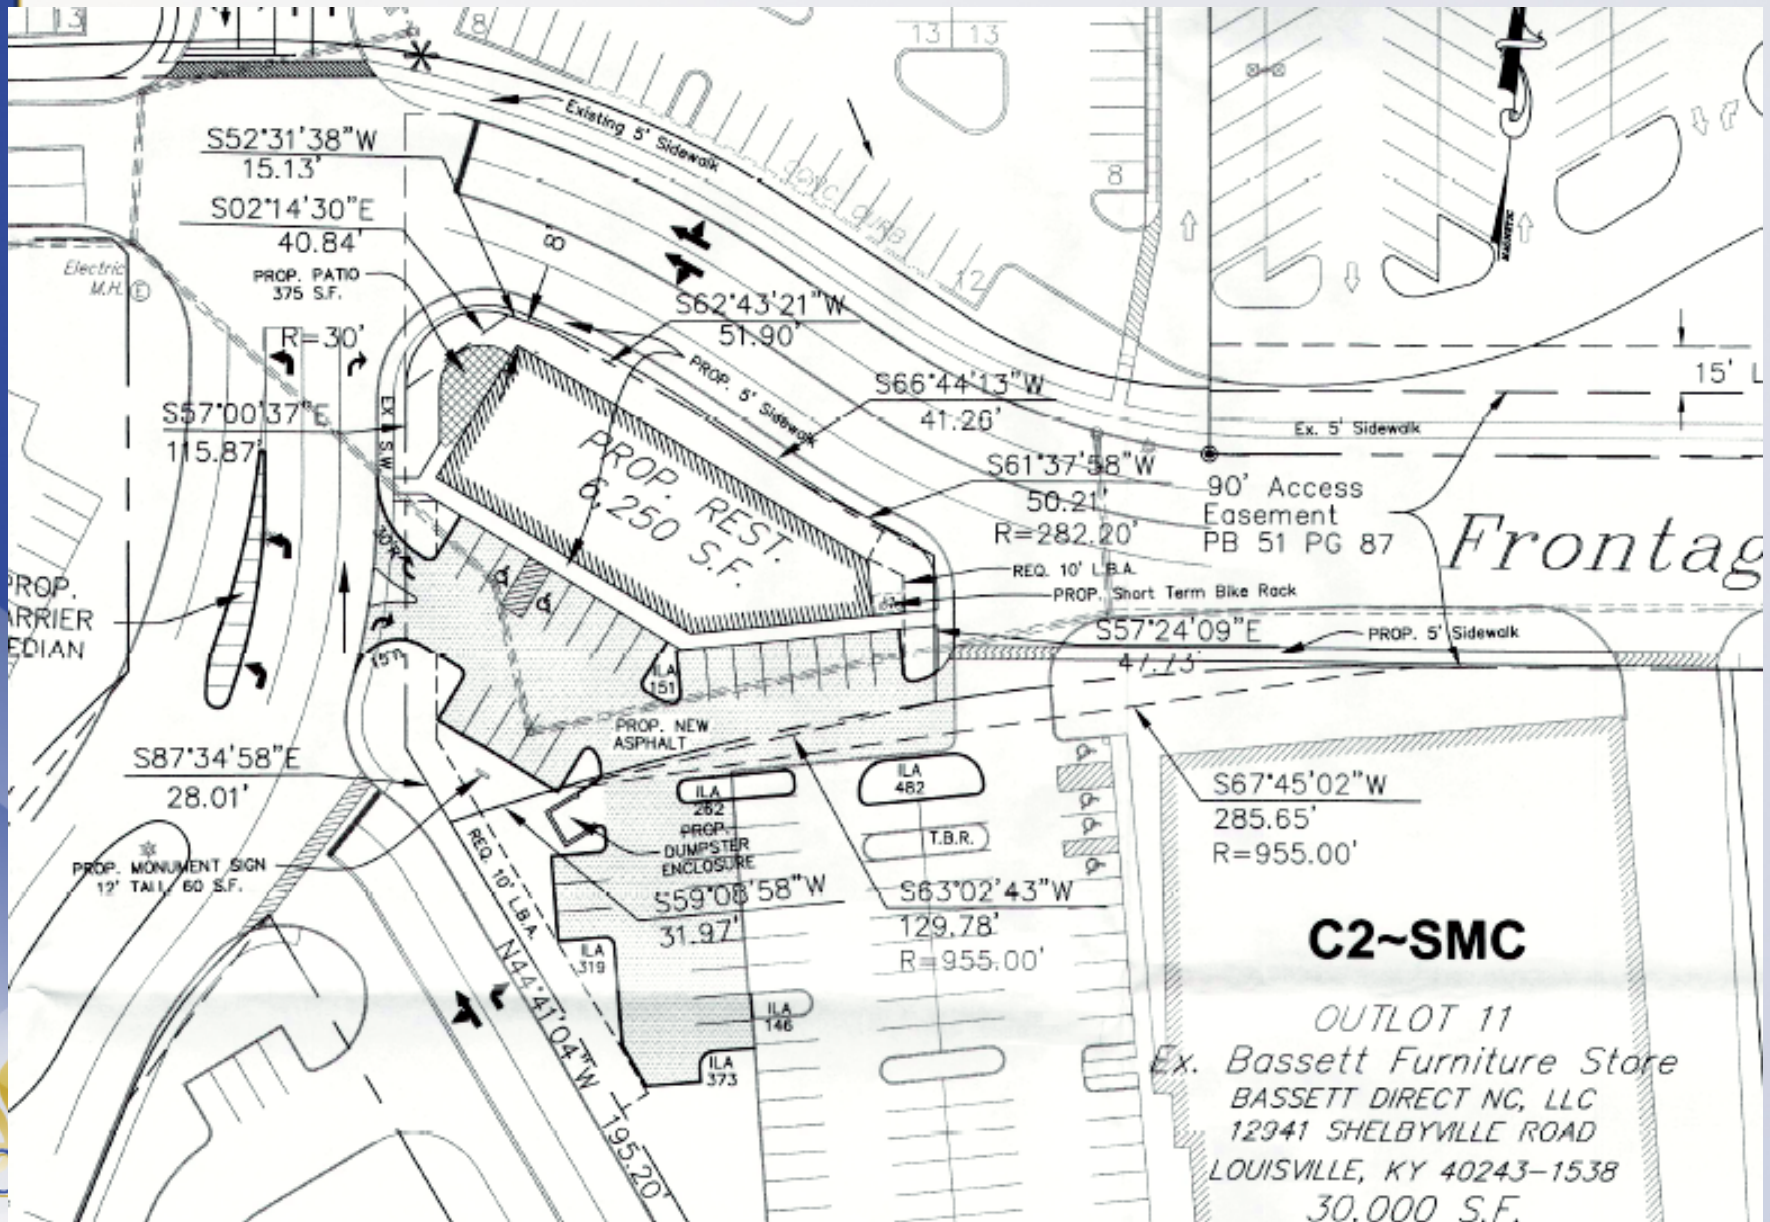 13
8
13 13
Existing 5' Sidewalk
S52°31'38"W
15.13'
S02°14'30"E
40.84'
PROP. PATIO
375 S.F.
Electric
M.H. E
R=30'
8
8
CURB
12
S62°43'21"W
51.90'
PROP. 5' Sidewalk
S66°44'13"W
41.26'
MAGNETIC
15' L
Ex. 5' Sidewalk
S57°00'37"E
115.87'
EX S.W.
PROP. REST.
6,250 S.F.
S61°37'58"W
50.21'
R=282.20'
90' Access
Easement
PB 51 PG 87
Frontag
REQ. 10' L.B.A.
PROP. Short Term Bike Rack
PROP.
ARRIER
EDIAN
S57°24'09"E
41.13'
PROP. 5' Sidewalk
ILA
151
PROP. NEW
ASPHALT
S87°34'58"E
28.01'
ILA
262
ILA
482
PROP.
DUMPSTER
ENCLOSURE
T.B.R.
S67°45'02"W
285.65'
R=955.00'
PROP. MONUMENT SIGN
12' TALL, 60 S.F.
REQ. 10' L.B.A.
S59°08'58"W
31.97'
S63°02'43"W
129.78'
R=955.00'
C2~SMC
ILA
319
N44°41'04"W
195.20'
ILA
146
ILA
373
OUTLOT 11
Ex. Bassett Furniture Store
BASSETT DIRECT NC, LLC
12941 SHELBYVILLE ROAD
LOUISVILLE, KY 40243-1538
30,000 S.F.